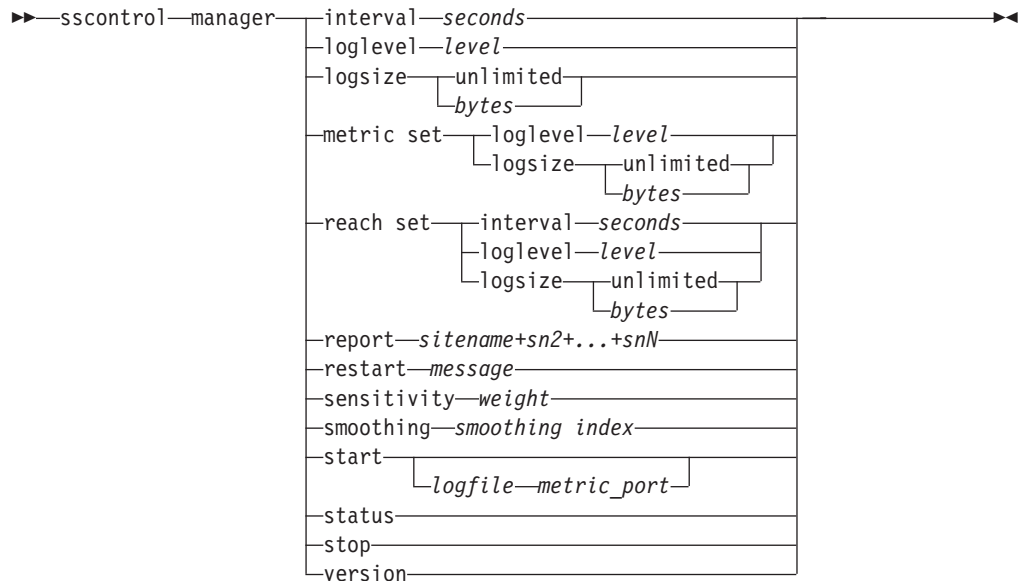 sscontrol manager interval seconds
loglevel level
logsize unlimited
bytes
metric set loglevel level
logsize unlimited
bytes
reach set interval seconds
loglevel level
logsize unlimited
bytes
report sitename+sn2+...+snN
restart message
sensitivity weight
smoothing smoothing index
start
logfile metric_port
status
stop
version